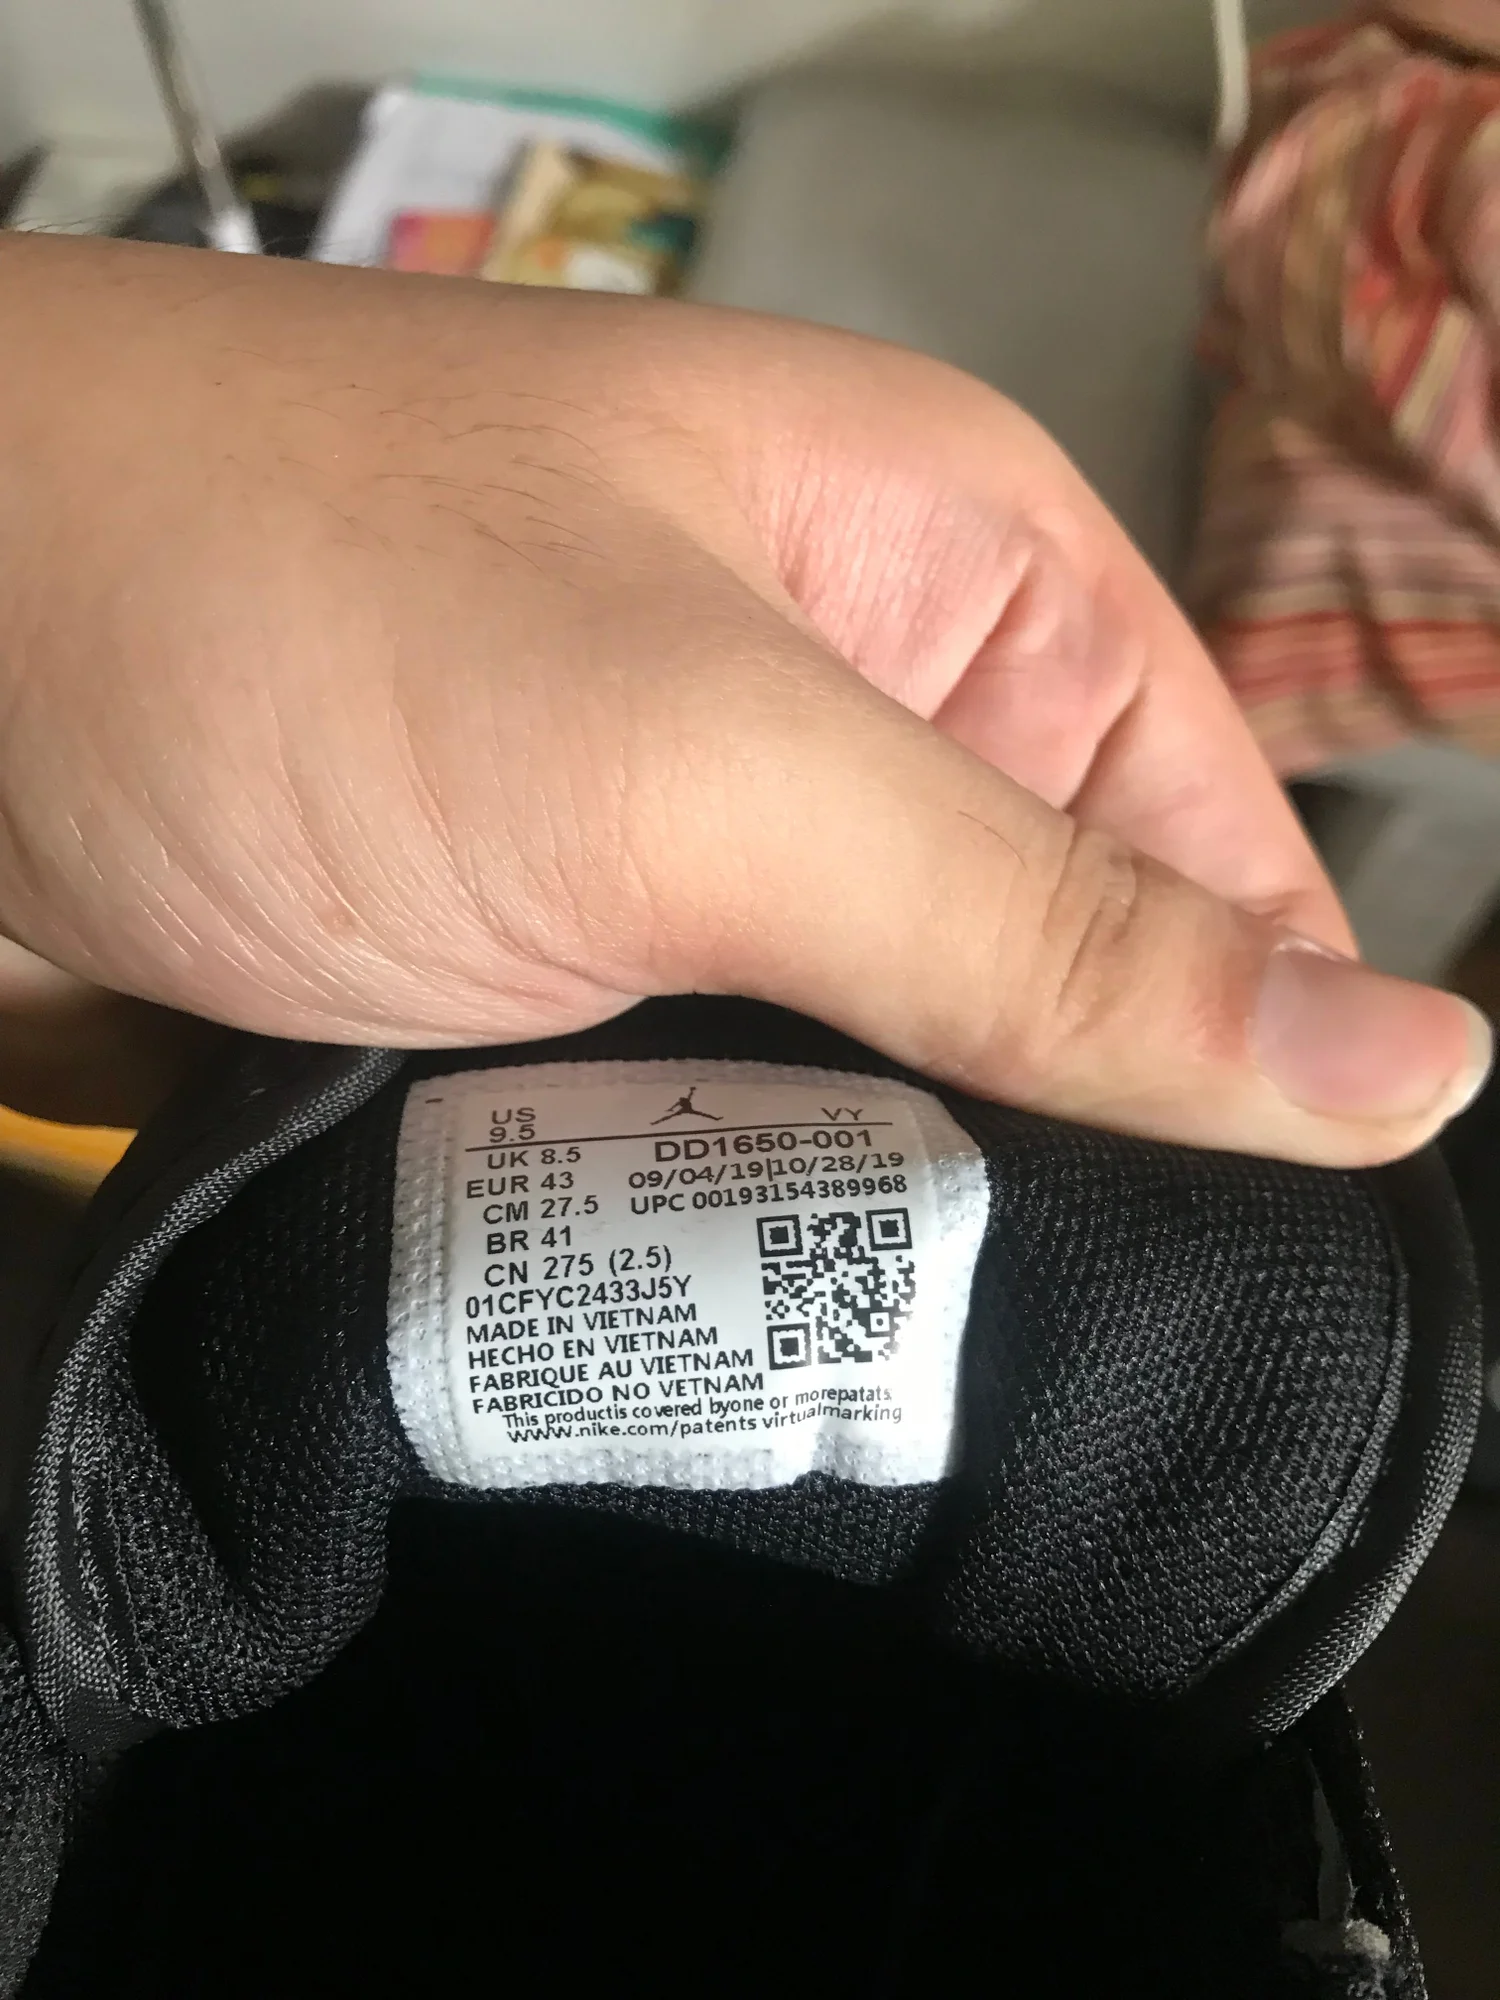 US VY
9.5
UK 8.5 DD1650-001
EUR 43 09/04/19|10/28/19
CM 27.5 UPC 00193154389968
BR 41
CN 275 (2.5)
01CFYC2433J5Y
MADE IN VIETNAM
HECHO EN VIETNAM
FABRIQUE AU VIETNAM
FABRICIDO NO VETNAM
This productis covered byone or morepatats
www.nike.com/patents virtualmarking